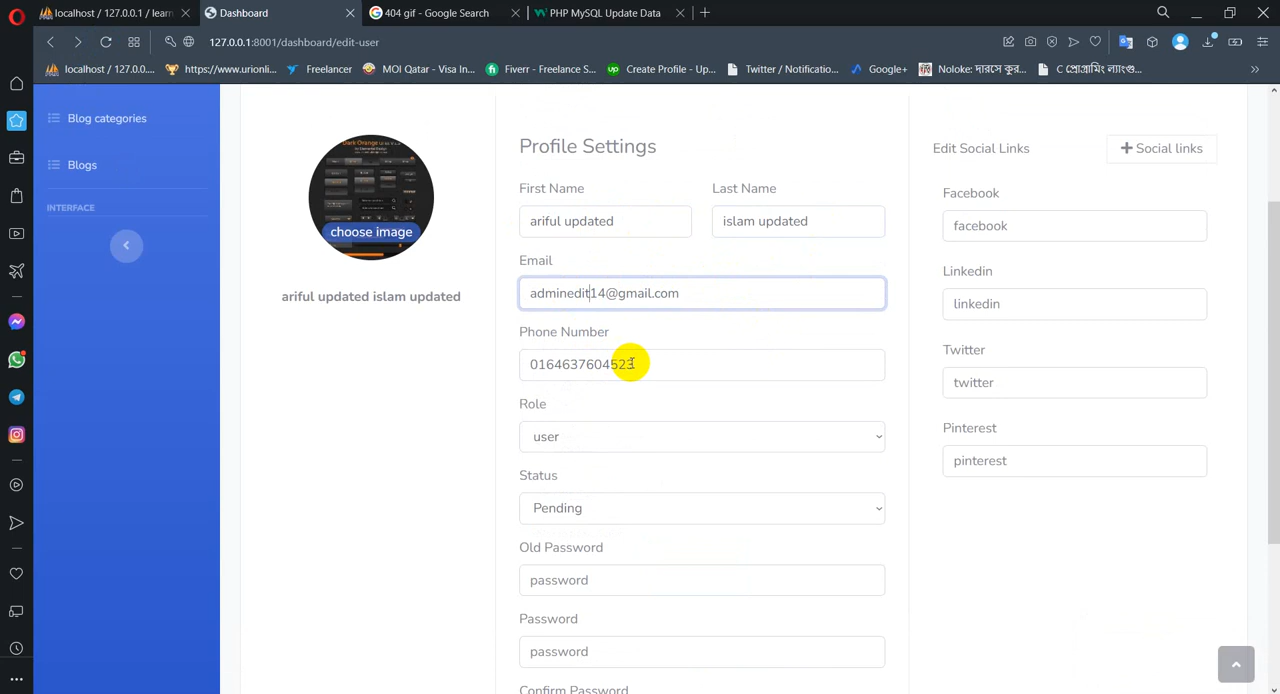 localhost / 127.0.0.1 / learn
Dashboard
404 gif - Google Search
PHP MySQL Update Data
127.0.0.1:8001/dashboard/edit-user
localhost / 127.0.0....
https://www.urionli...
Freelancer
MOI Qatar - Visa In...
Fiverr - Freelance S...
Create Profile - Up...
Twitter / Notificatio...
Google+
Noloke: দারসে কুর...
C প্রোগ্রামিং ল্যাংগু...
Blog categories
Blogs
INTERFACE
choose image
ariful updated islam updated
Profile Settings
First Name
Last Name
ariful updated
islam updated
Email
adminedit14@gmail.com
Phone Number
0164637604523
Role
user
Status
Pending
Old Password
password
Password
password
Confirm Password
Edit Social Links
+ Social links
Facebook
facebook
Linkedin
linkedin
Twitter
twitter
Pinterest
pinterest